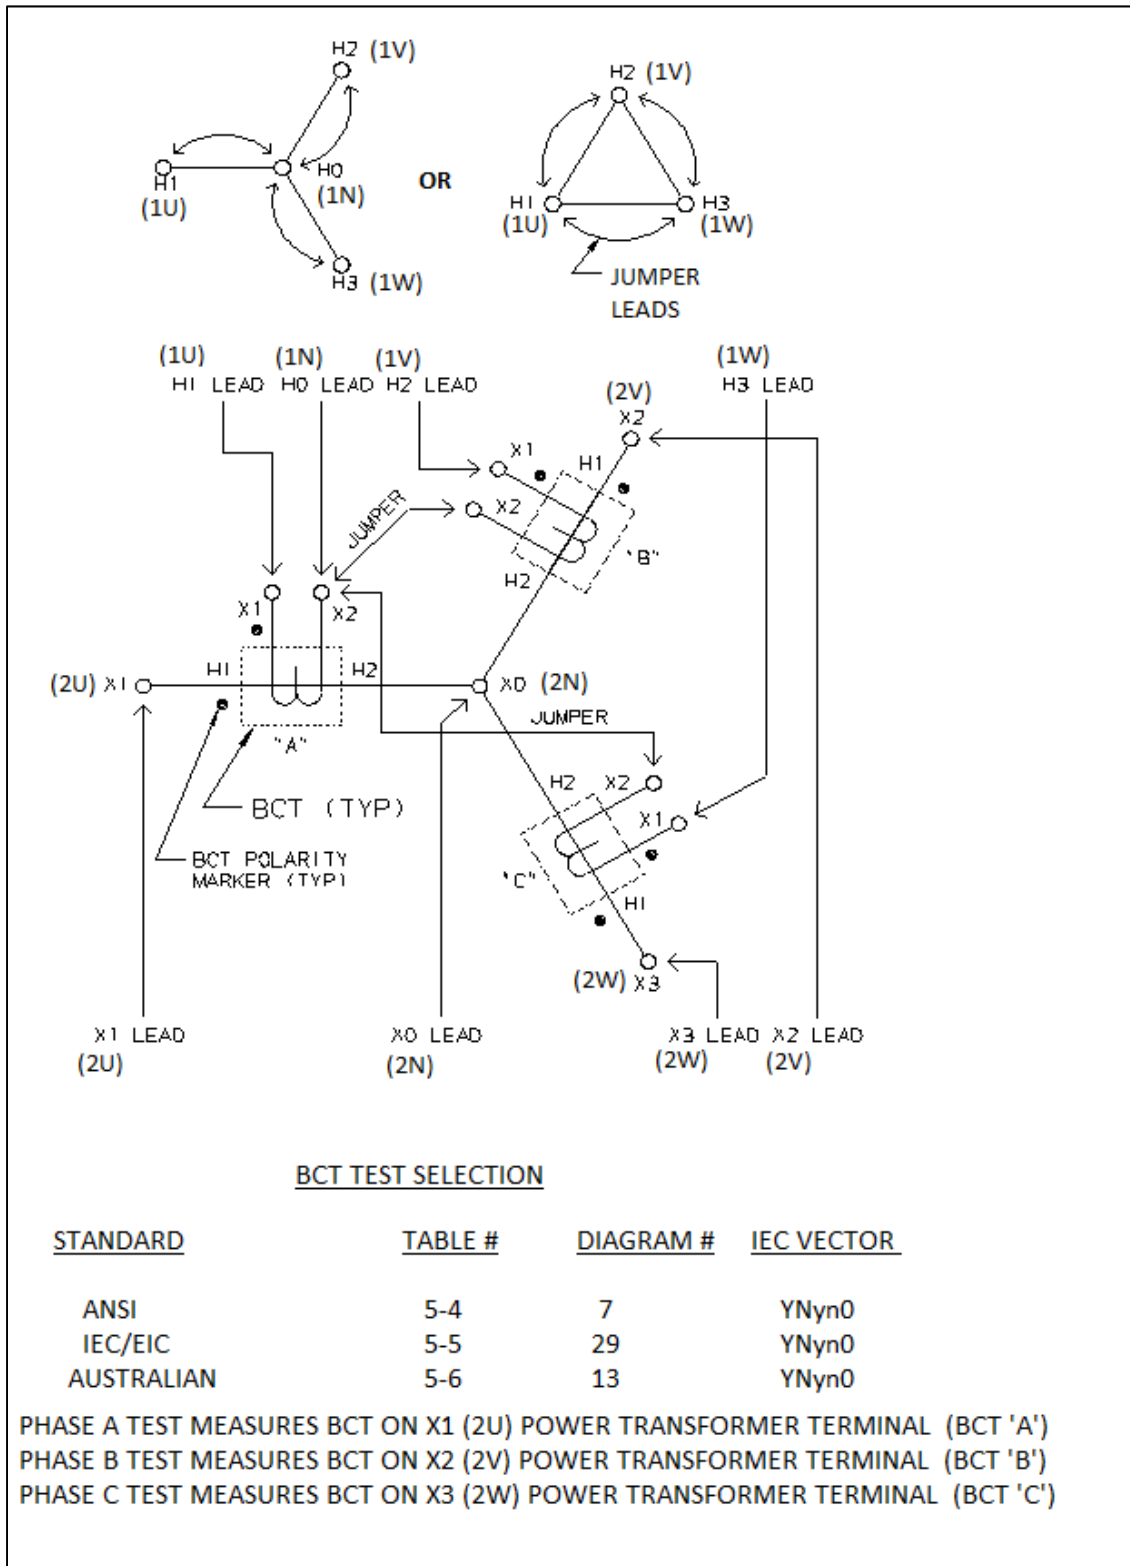 H2 (1V)
H2 (1V)
H1
H0
(1U)
(1N)
OR
H1
(1U)
H3
(1W)
H3 (1W)
JUMPER
LEADS
(1U)
(1N)
(1V)
(1W)
H1 LEAD
H0 LEAD
H2 LEAD
H3 LEAD
(2V)
X2
X1
H1
X2
JUMPER
"B"
H2
X1
X2
H1
H2
(2U) X1
X0 (2N)
JUMPER
"A"
H2
X2
BCT (TYP)
X1
BCT POLARITY
MARKER (TYP)
"C"
H1
(2W) X3
X1 LEAD
X0 LEAD
X3 LEAD
X2 LEAD
(2U)
(2N)
(2W)
(2V)
BCT TEST SELECTION
STANDARD TABLE # DIAGRAM # IEC VECTOR
ANSI 5-4 7 YNyn0
IEC/EIC 5-5 29 YNyn0
AUSTRALIAN 5-6 13 YNyn0
PHASE A TEST MEASURES BCT ON X1 (2U) POWER TRANSFORMER TERMINAL (BCT 'A')
PHASE B TEST MEASURES BCT ON X2 (2V) POWER TRANSFORMER TERMINAL (BCT 'B')
PHASE C TEST MEASURES BCT ON X3 (2W) POWER TRANSFORMER TERMINAL (BCT 'C')